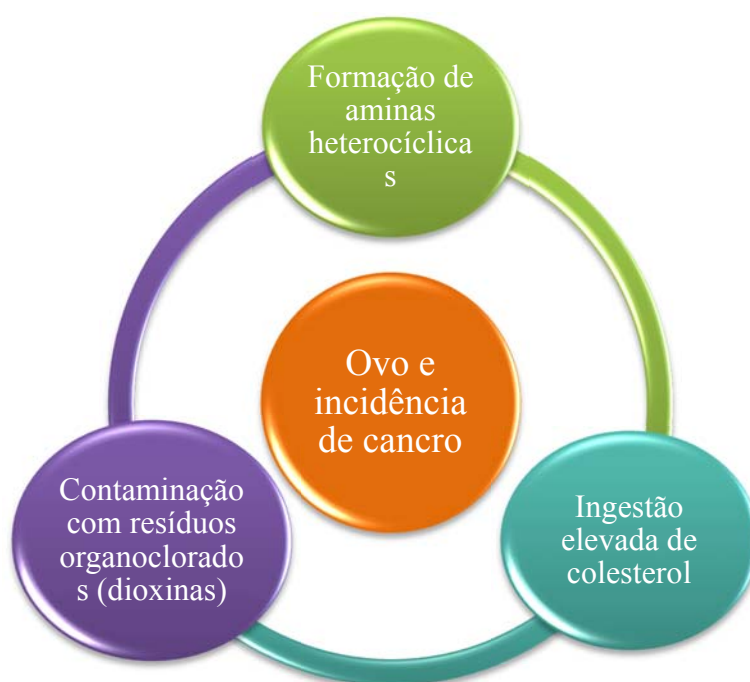 Formação de
aminas
heterocíclica
s
Ovo e
incidência
de cancro
Contaminação
com resíduos
organoclorado
s (dioxinas)
Ingestão
elevada de
colesterol